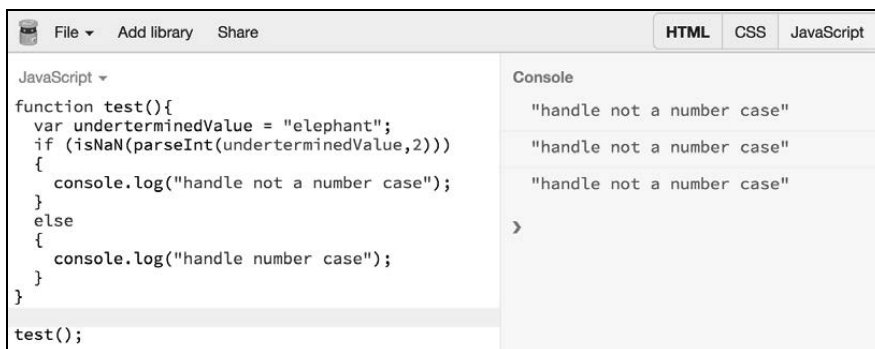 File Add library Share HTML CSS JavaScript
JavaScript
function test(){
  var underterminedValue = "elephant";
  if (isNaN(parseInt(underterminedValue,2)))
  {
    console.log("handle not a number case");
  }
  else
  {
    console.log("handle number case");
  }
}
test();
Console
"handle not a number case"
"handle not a number case"
"handle not a number case"